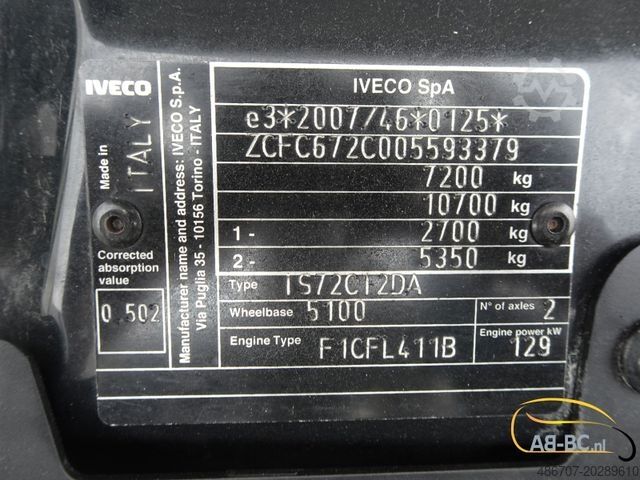 IVECO
IVECO SpA
Made in
ITALY
Manufacturer name and address: IVECO S.p.A.
Via Puglia 35 - 10156 Torino - ITALY
e3*2007/46*0125*
ZCFC672C005593379
7200 kg
10700 kg
1 - 2700 kg
2 - 5350 kg
Corrected
absorption
value
0.502
Type IS72CI2DA
Wheelbase 5100 N° of axles 2
Engine Type F1CFL411B Engine power kW 129
AB-BC.nl
486707-20289610